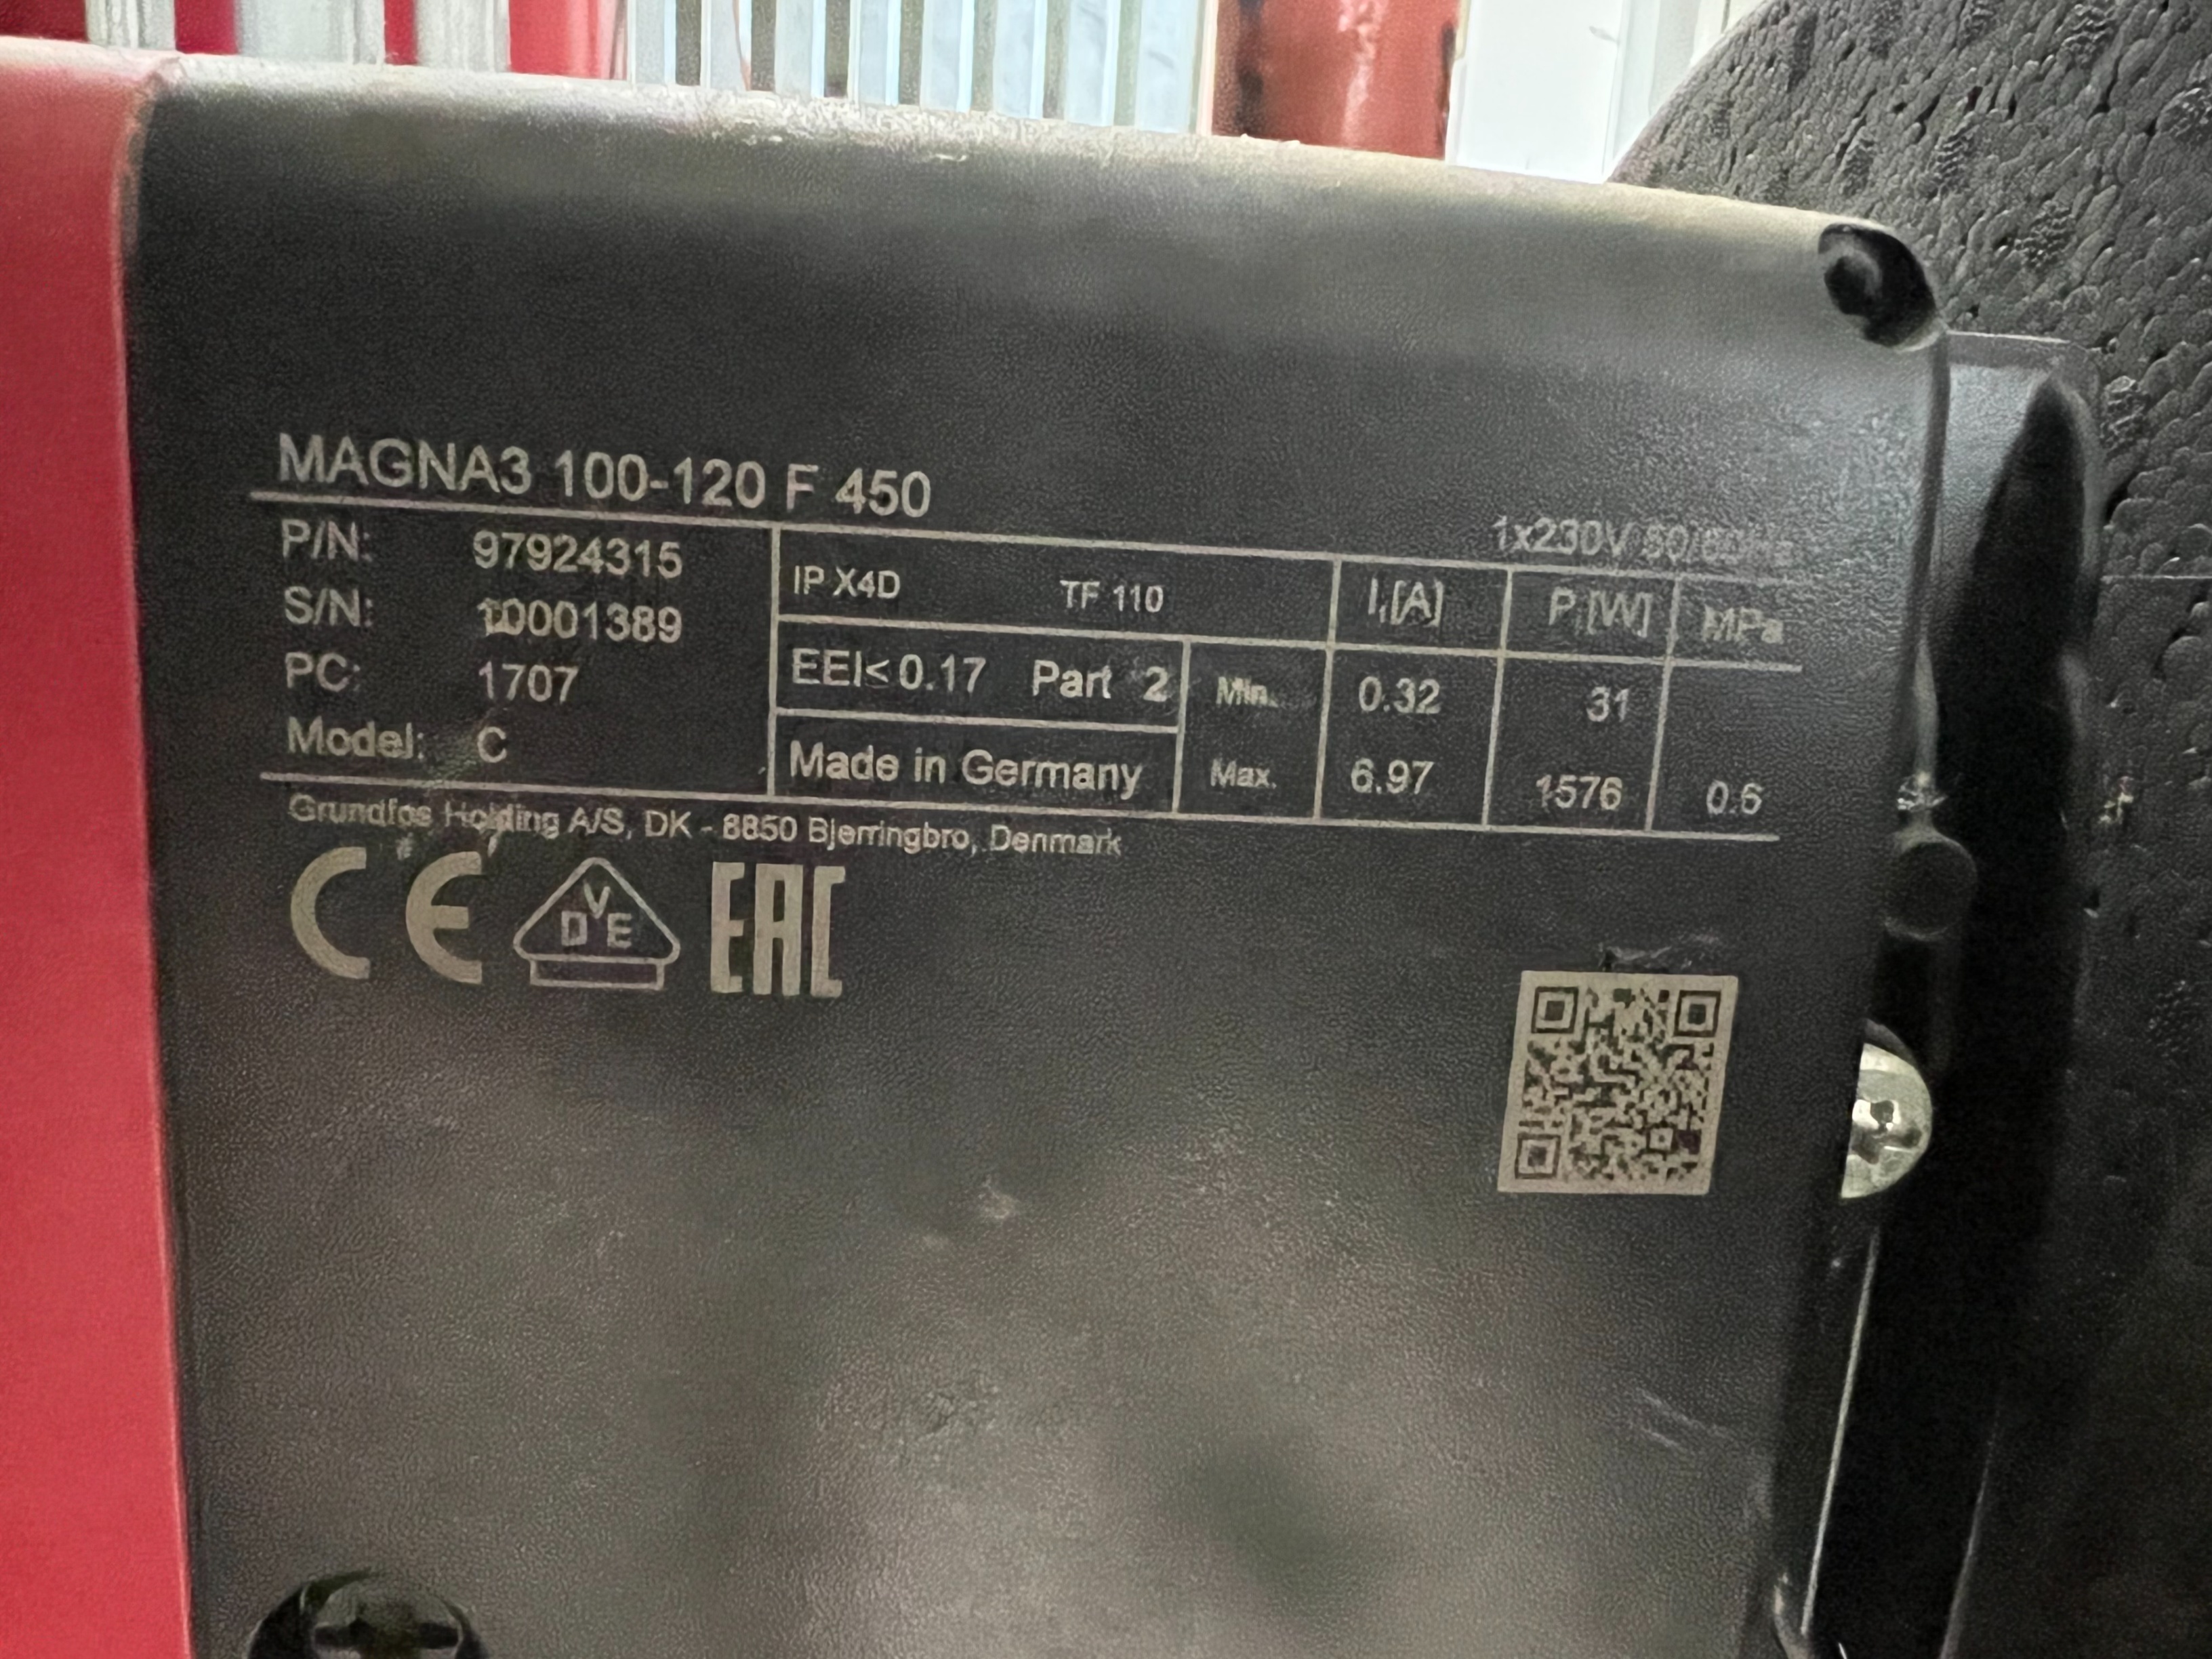 MAGNA3 100-120 F 450
1x230V 50/60Hz
P/N: 97924315
S/N: 10001389
PC: 1707
Model: C
IP X4D TF 110 I₁[A] P₁[W] MPa
EEI< 0.17 Part 2 Min. 0.32 31
Made in Germany Max. 6.97 1576 0.6
Grundfos Holding A/S, DK - 8850 Bjerringbro, Denmark
CE DVE EAC